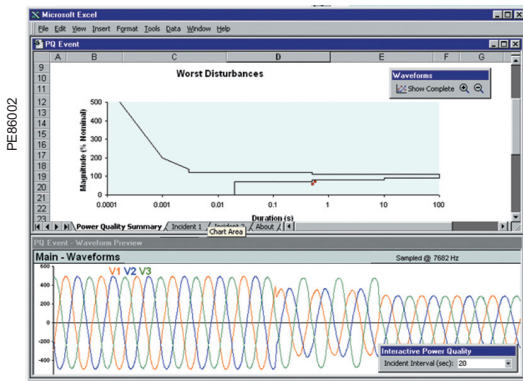 PE86002
Microsoft Excel
File Edit View Insert Format Tools Data Window Help
PQ Event
A B C D E F G
9
10
11
12
13
14
15
16
17
18
19
20
21
22
23
Worst Disturbances
Waveforms
Show Complete
Magnitude (% Nominal)
500
400
300
200
100
0
0.0001 0.001 0.01 0.1 1 10 100
Duration (s)
Power Quality Summary Incident 1 About
Chart Area
PQ Event - Waveform Preview
Main - Waveforms
Sampled @ 7682 Hz
V1 V2 V3
600
400
200
0
-200
-400
Interactive Power Quality
Incident Interval (sec): 20